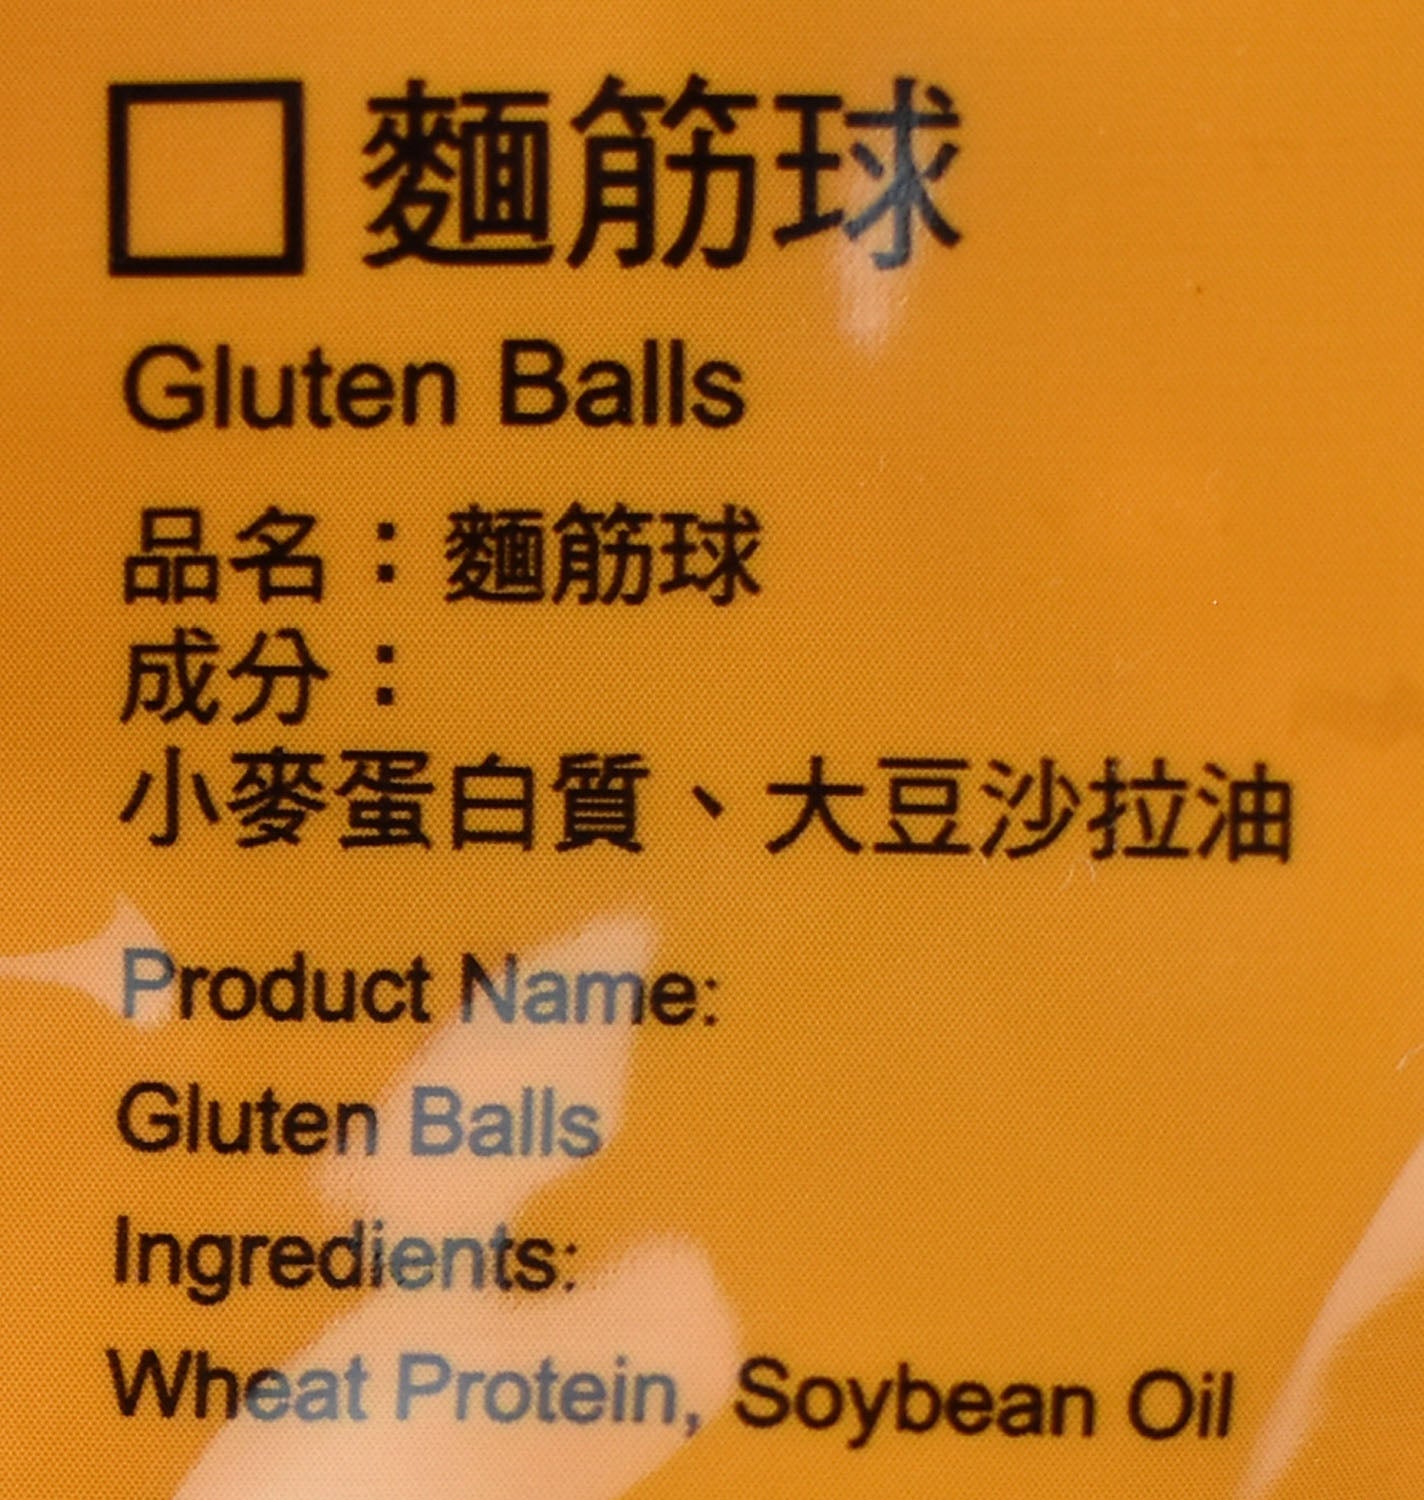 □ 麵筋球
Gluten Balls
品名：麵筋球
成分：
小麥蛋白質、大豆沙拉油
Product Name:
Gluten Balls
Ingredients:
Wheat Protein, Soybean Oil